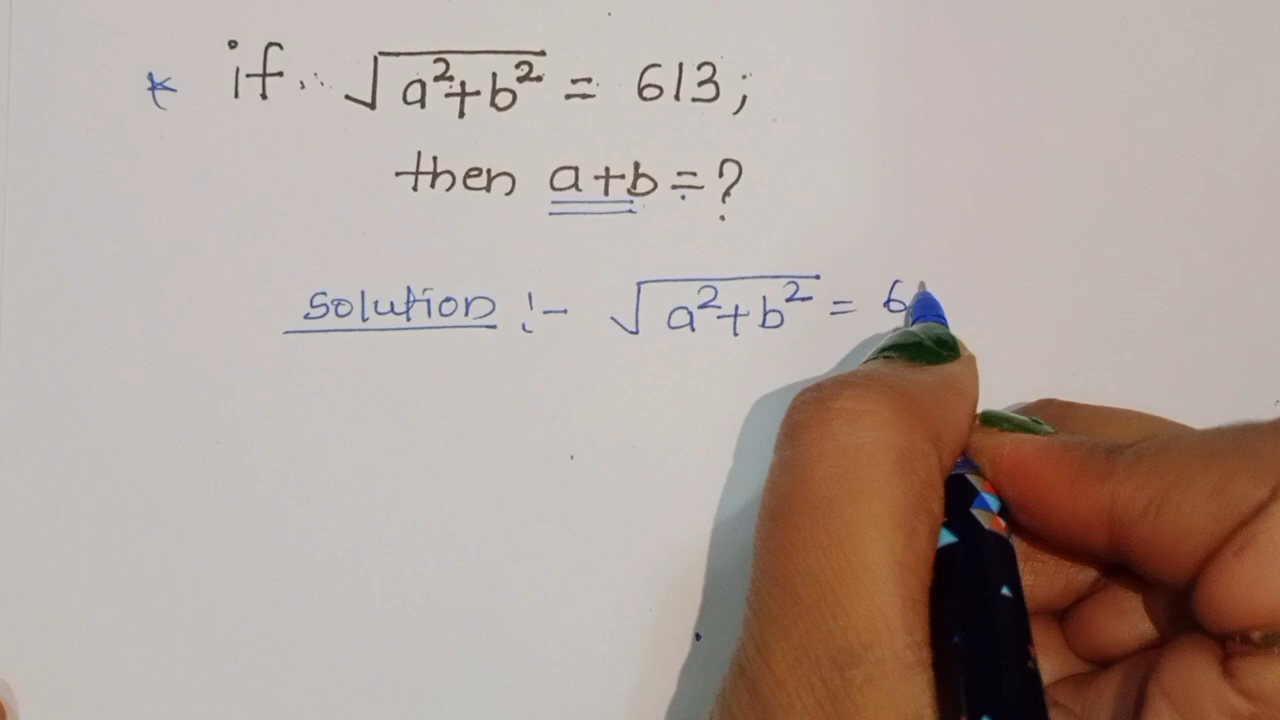 * if √a²+b² = 613;
then a+b=?
Solution :- √a²+b² = 6